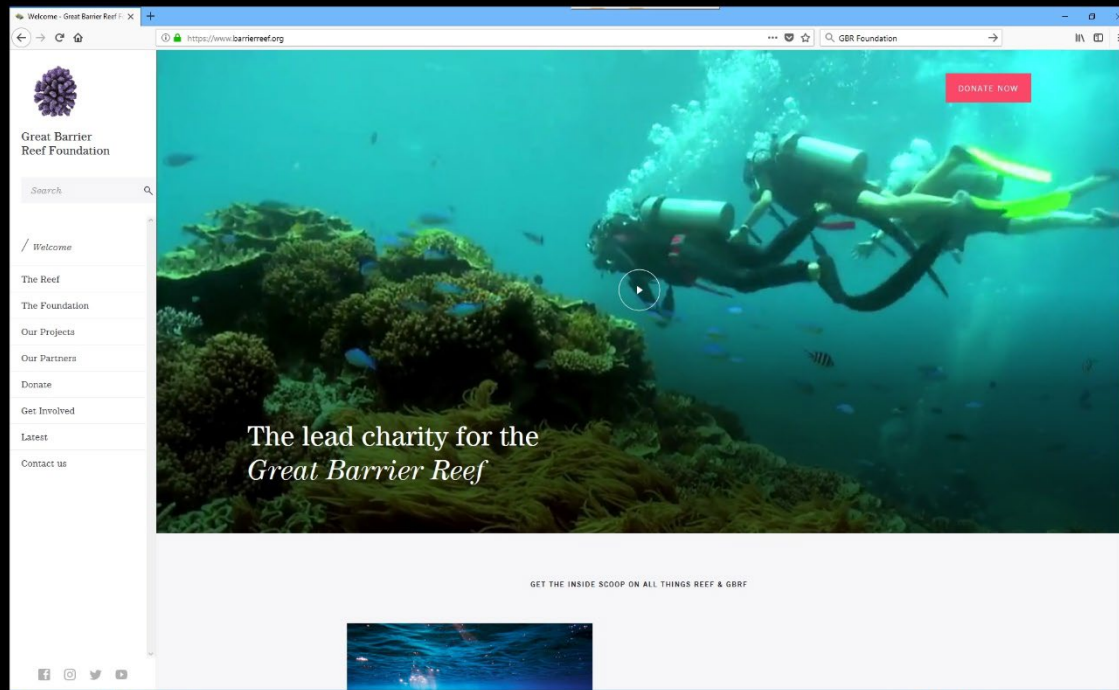 Welcome - Great Barrier Reef F
https://www.barrierreef.org
GBR Foundation
Great Barrier
Reef Foundation
Search
/ Welcome
The Reef
The Foundation
Our Projects
Our Partners
Donate
Get Involved
Latest
Contact us
DONATE NOW
The lead charity for the
Great Barrier Reef
GET THE INSIDE SCOOP ON ALL THINGS REEF & GBRF